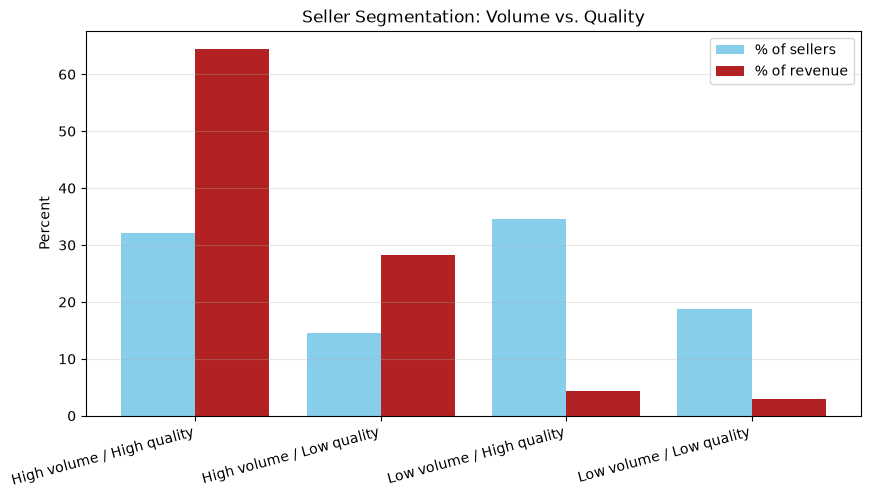 Seller Segmentation: Volume vs. Quality
% of sellers
% of revenue
Percent
60
50
40
30
20
10
0
High volume / High quality
High volume / Low quality
Low volume / High quality
Low volume / Low quality